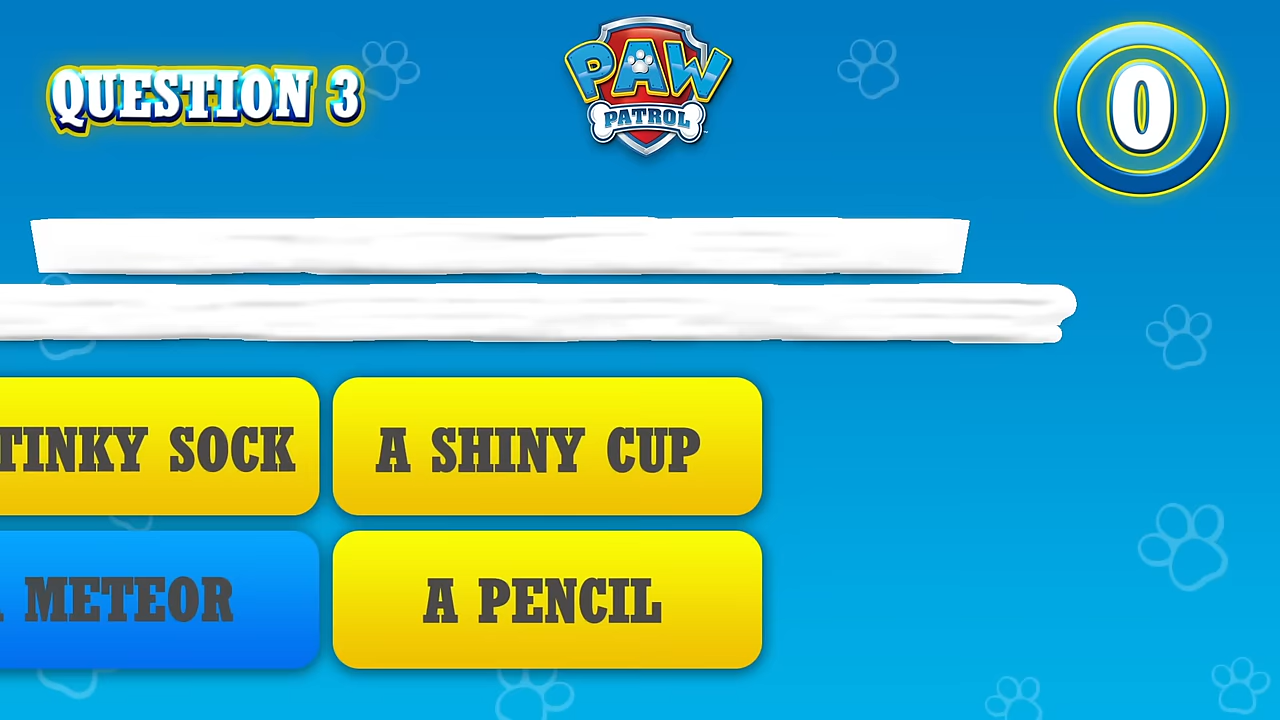 PAW
PATROL
QUESTION 3
0
TINKY SOCK
A SHINY CUP
METEOR
A PENCIL